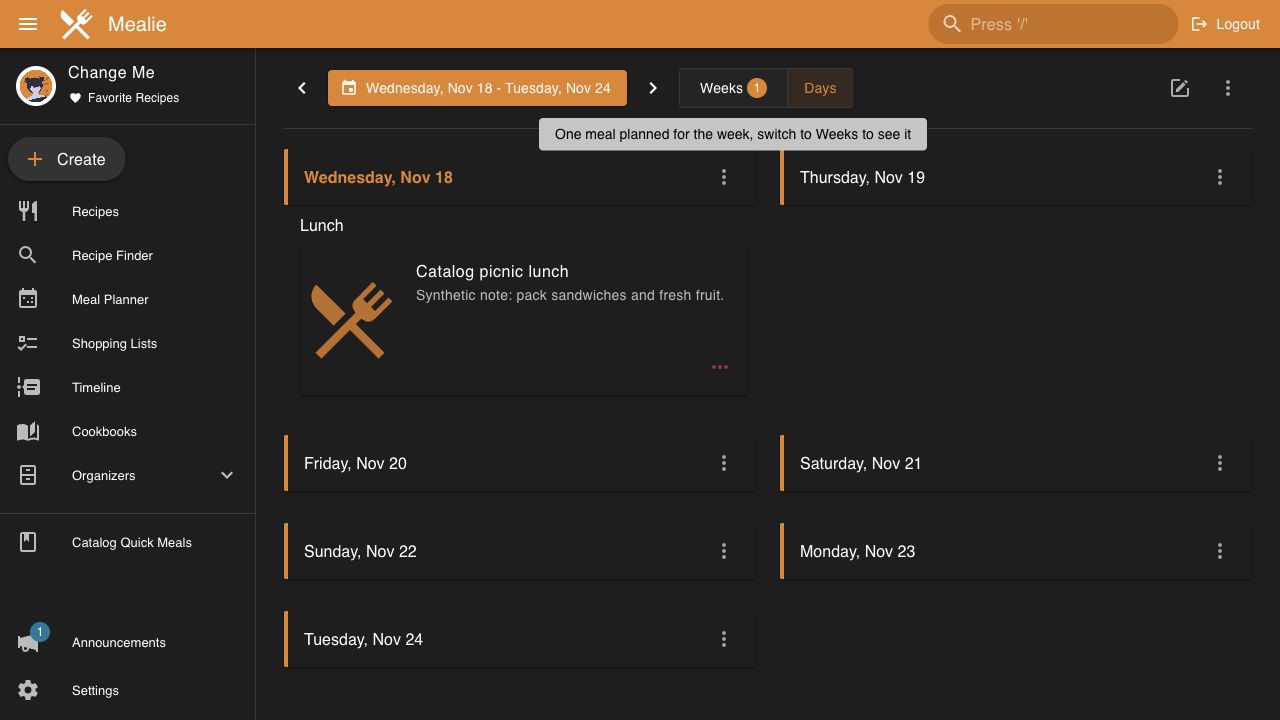 Mealie
Press '/'
Logout
Change Me
Favorite Recipes
Wednesday, Nov 18 - Tuesday, Nov 24
Weeks 1
Days
One meal planned for the week, switch to Weeks to see it
Create
Recipes
Recipe Finder
Meal Planner
Shopping Lists
Timeline
Cookbooks
Organizers
Catalog Quick Meals
1
Announcements
Settings
Wednesday, Nov 18
Thursday, Nov 19
Lunch
Catalog picnic lunch
Synthetic note: pack sandwiches and fresh fruit.
Friday, Nov 20
Saturday, Nov 21
Sunday, Nov 22
Monday, Nov 23
Tuesday, Nov 24